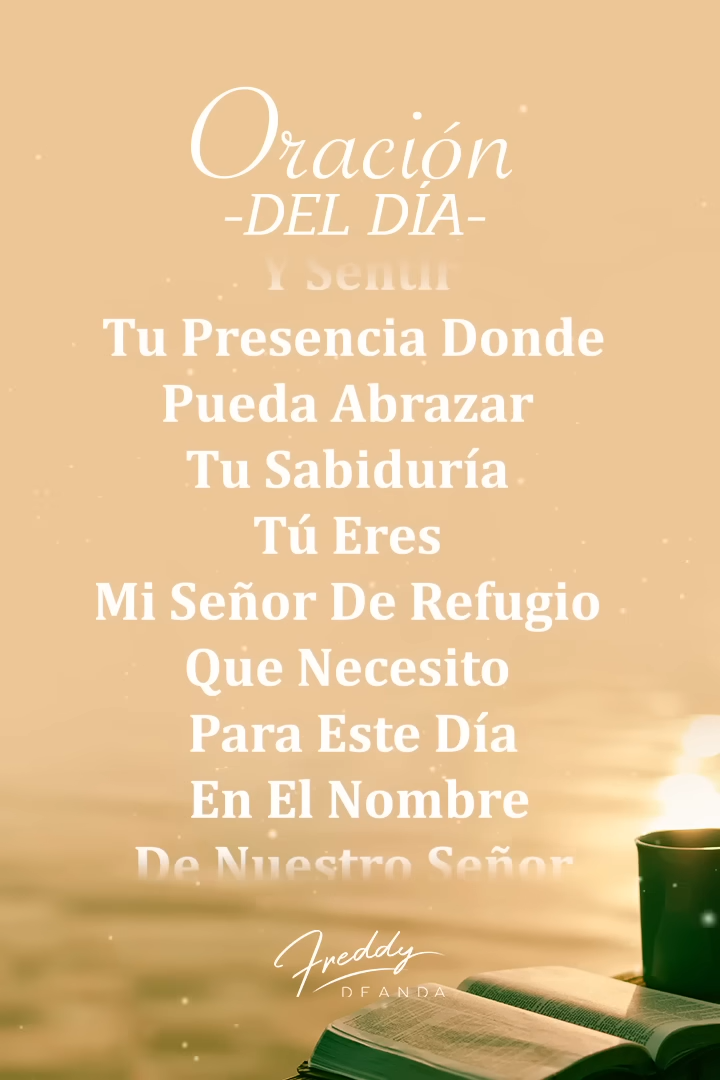 Oración
-DEL DÍA-
Y Sentir
Tu Presencia Donde
Pueda Abrazar
Tu Sabiduría
Tú Eres
Mi Señor De Refugio
Que Necesito
Para Este Día
En El Nombre
De Nuestro Señor
Freddy
DEANDA